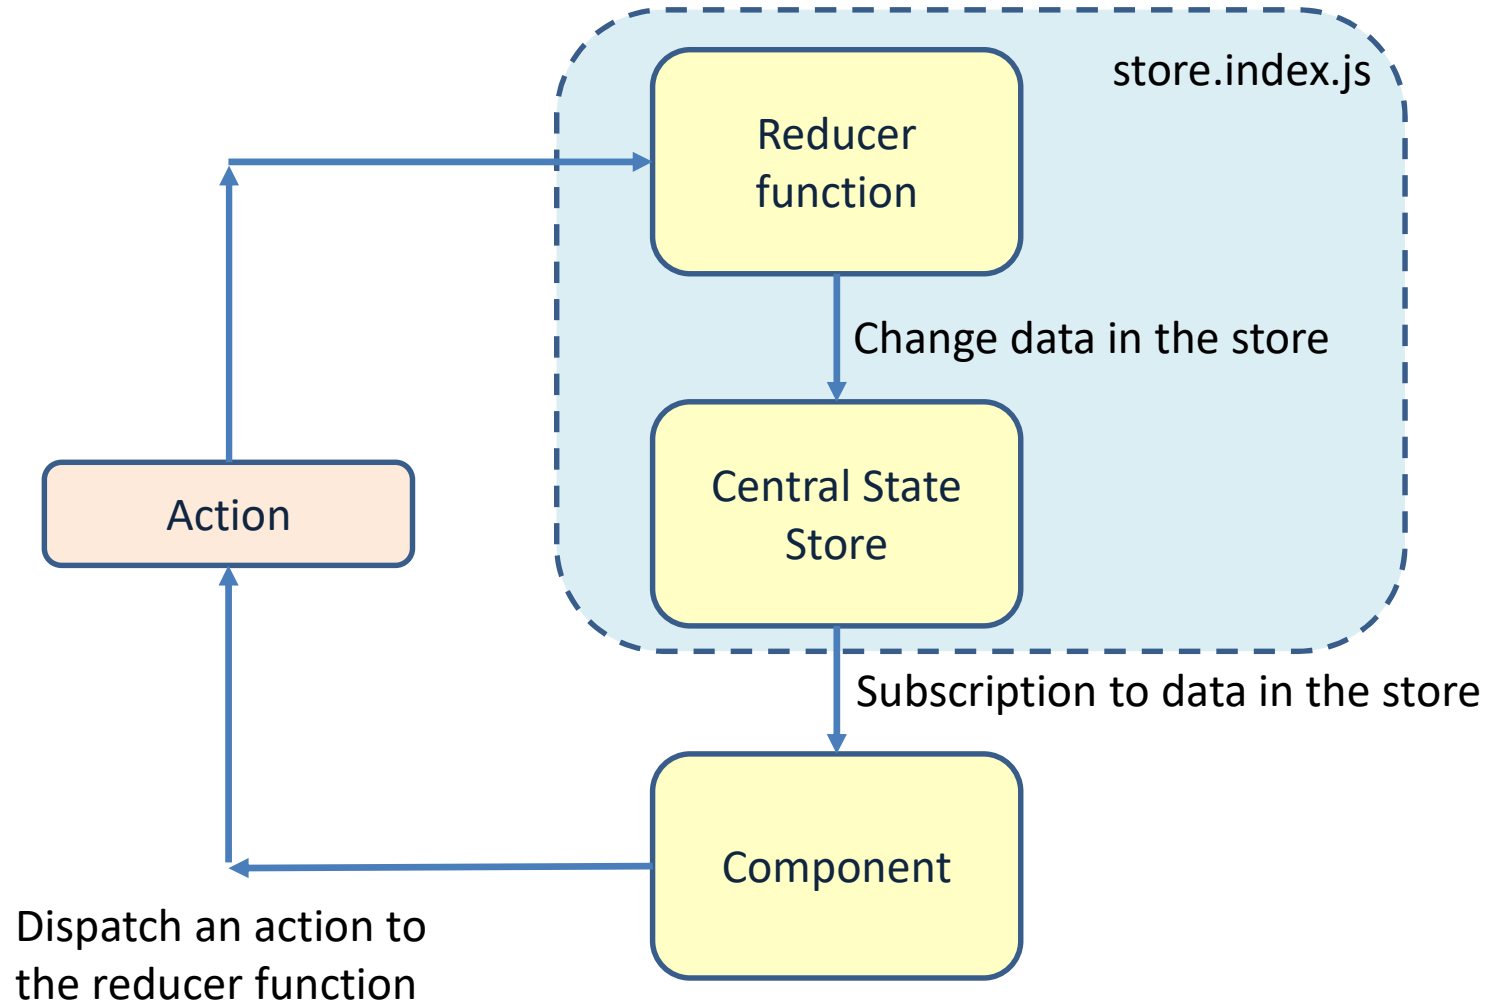 store.index.js
Reducer
function
Change data in the store
Central State
Store
Action
Subscription to data in the store
Component
Dispatch an action to
the reducer function